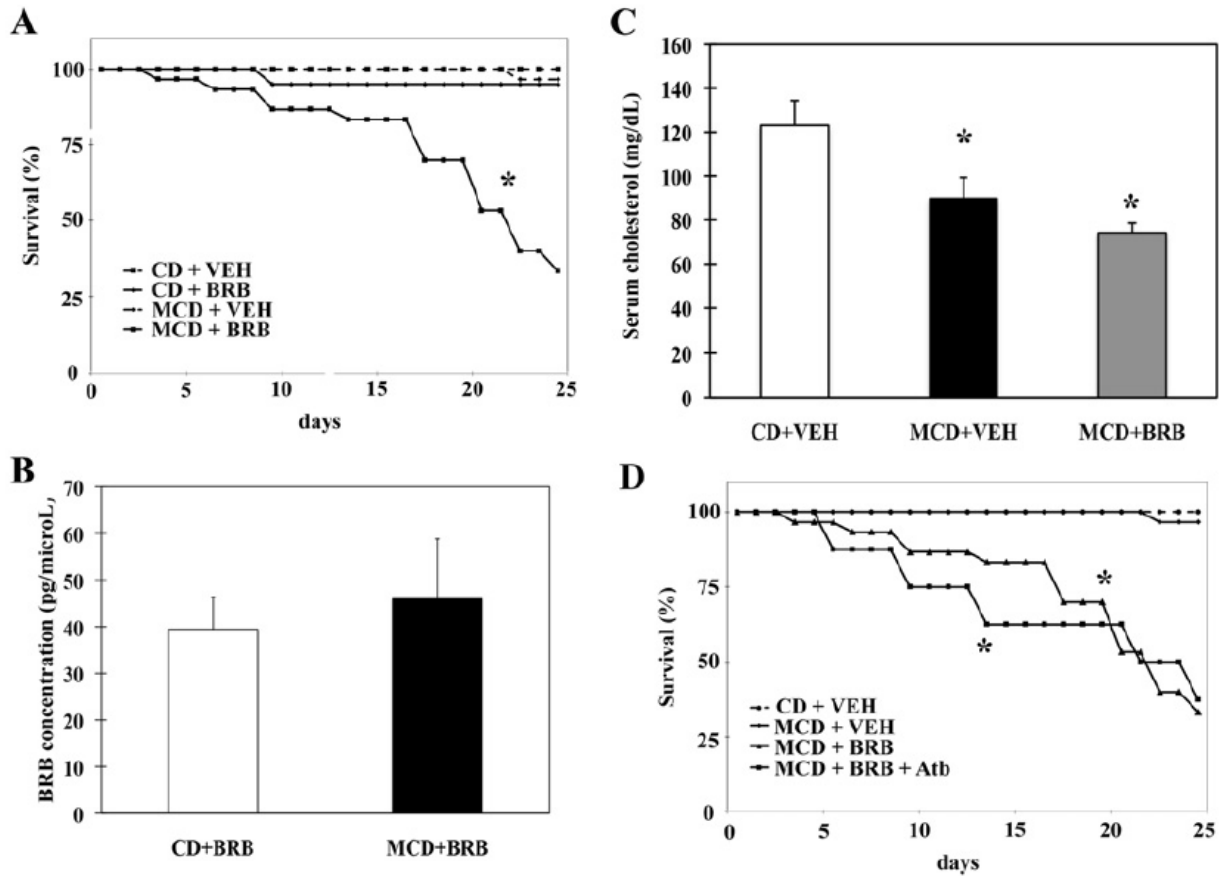 A
100
75
50
25
0
Survival (%)
*
CD + VEH
CD + BRB
MCD + VEH
MCD + BRB
0 5 10 15 20 25
days
B
70
60
50
40
30
20
10
0
BRB concentration (pg/microL)
CD+BRB MCD+BRB
C
160
140
120
100
80
60
40
20
0
Serum cholesterol (mg/dL)
*
*
CD+VEH MCD+VEH MCD+BRB
D
100
75
50
25
0
Survival (%)
*
*
CD + VEH
MCD + VEH
MCD + BRB
MCD + BRB + Atb
0 5 10 15 20 25
days